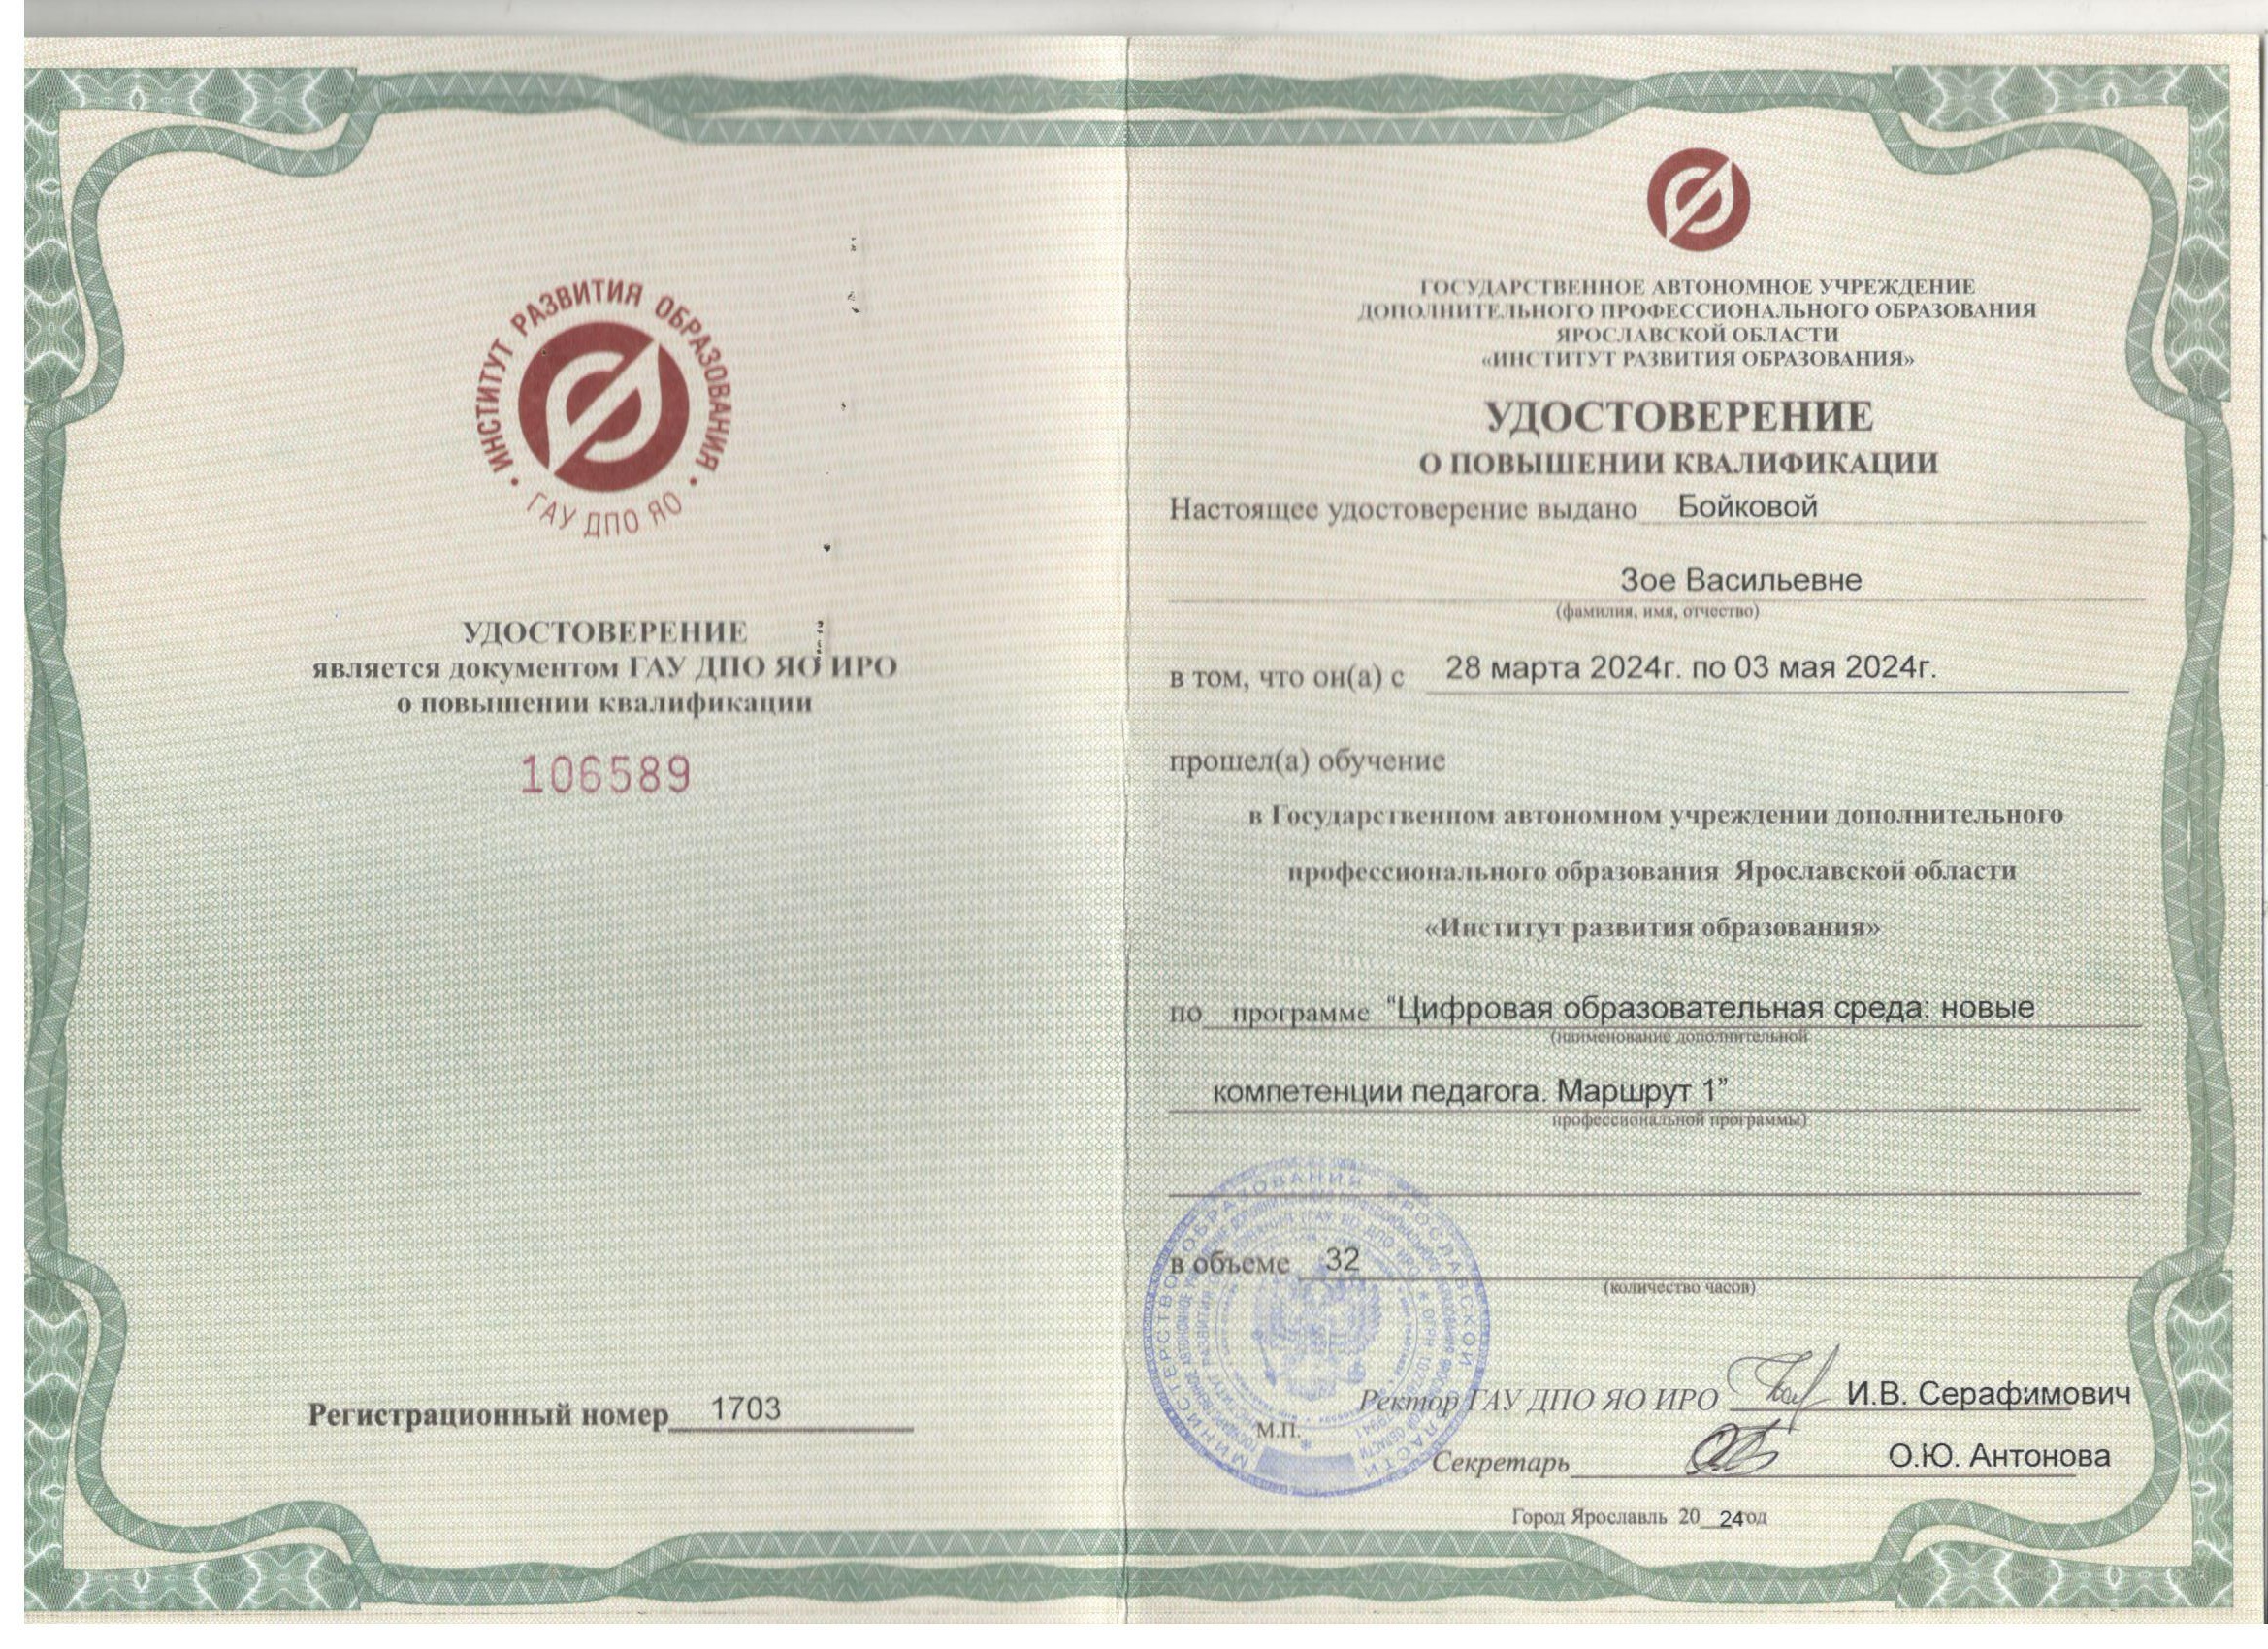 ИНСТИТУТ РАЗВИТИЯ ОБРАЗОВАНИЯ
• ГАУ ДПО ЯО •
УДОСТОВЕРЕНИЕ
является документом ГАУ ДПО ЯО ИРО
о повышении квалификации
106589
Регистрационный номер 1703
ГОСУДАРСТВЕННОЕ АВТОНОМНОЕ УЧРЕЖДЕНИЕ
ДОПОЛНИТЕЛЬНОГО ПРОФЕССИОНАЛЬНОГО ОБРАЗОВАНИЯ
ЯРОСЛАВСКОЙ ОБЛАСТИ
«ИНСТИТУТ РАЗВИТИЯ ОБРАЗОВАНИЯ»
УДОСТОВЕРЕНИЕ
О ПОВЫШЕНИИ КВАЛИФИКАЦИИ
Настоящее удостоверение выдано Бойковой
Зое Васильевне
(фамилия, имя, отчество)
в том, что он(а) с 28 марта 2024г. по 03 мая 2024г.
прошел(а) обучение
в Государственном автономном учреждении дополнительного
профессионального образования Ярославской области
«Институт развития образования»
по программе “Цифровая образовательная среда: новые
(наименование дополнительной
компетенции педагога. Маршрут 1”
профессиональной программы)
в объеме 32
(количество часов)
МИНИСТЕРСТВО ОБРАЗОВАНИЯ ЯРОСЛАВСКОЙ ОБЛАСТИ
Ректор ГАУ ДПО ЯО ИРО И.В. Серафимович
М.П.
Секретарь О.Ю. Антонова
Город Ярославль 20 24 год